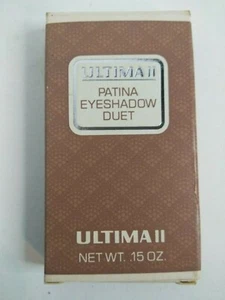 ULTIMA II
PATINA
EYESHADOW
DUET
ULTIMA II
NET WT. .15 OZ.